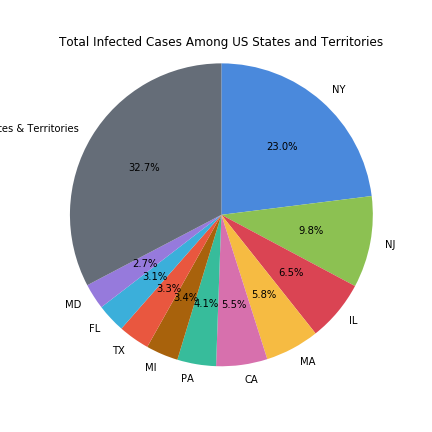 Total Infected Cases Among US States and Territories
NY
& Territories
32.7%
23.0%
9.8%
NJ
6.5%
IL
5.8%
MA
5.5%
CA
4.1%
PA
3.4%
MI
3.3%
TX
3.1%
FL
2.7%
MD